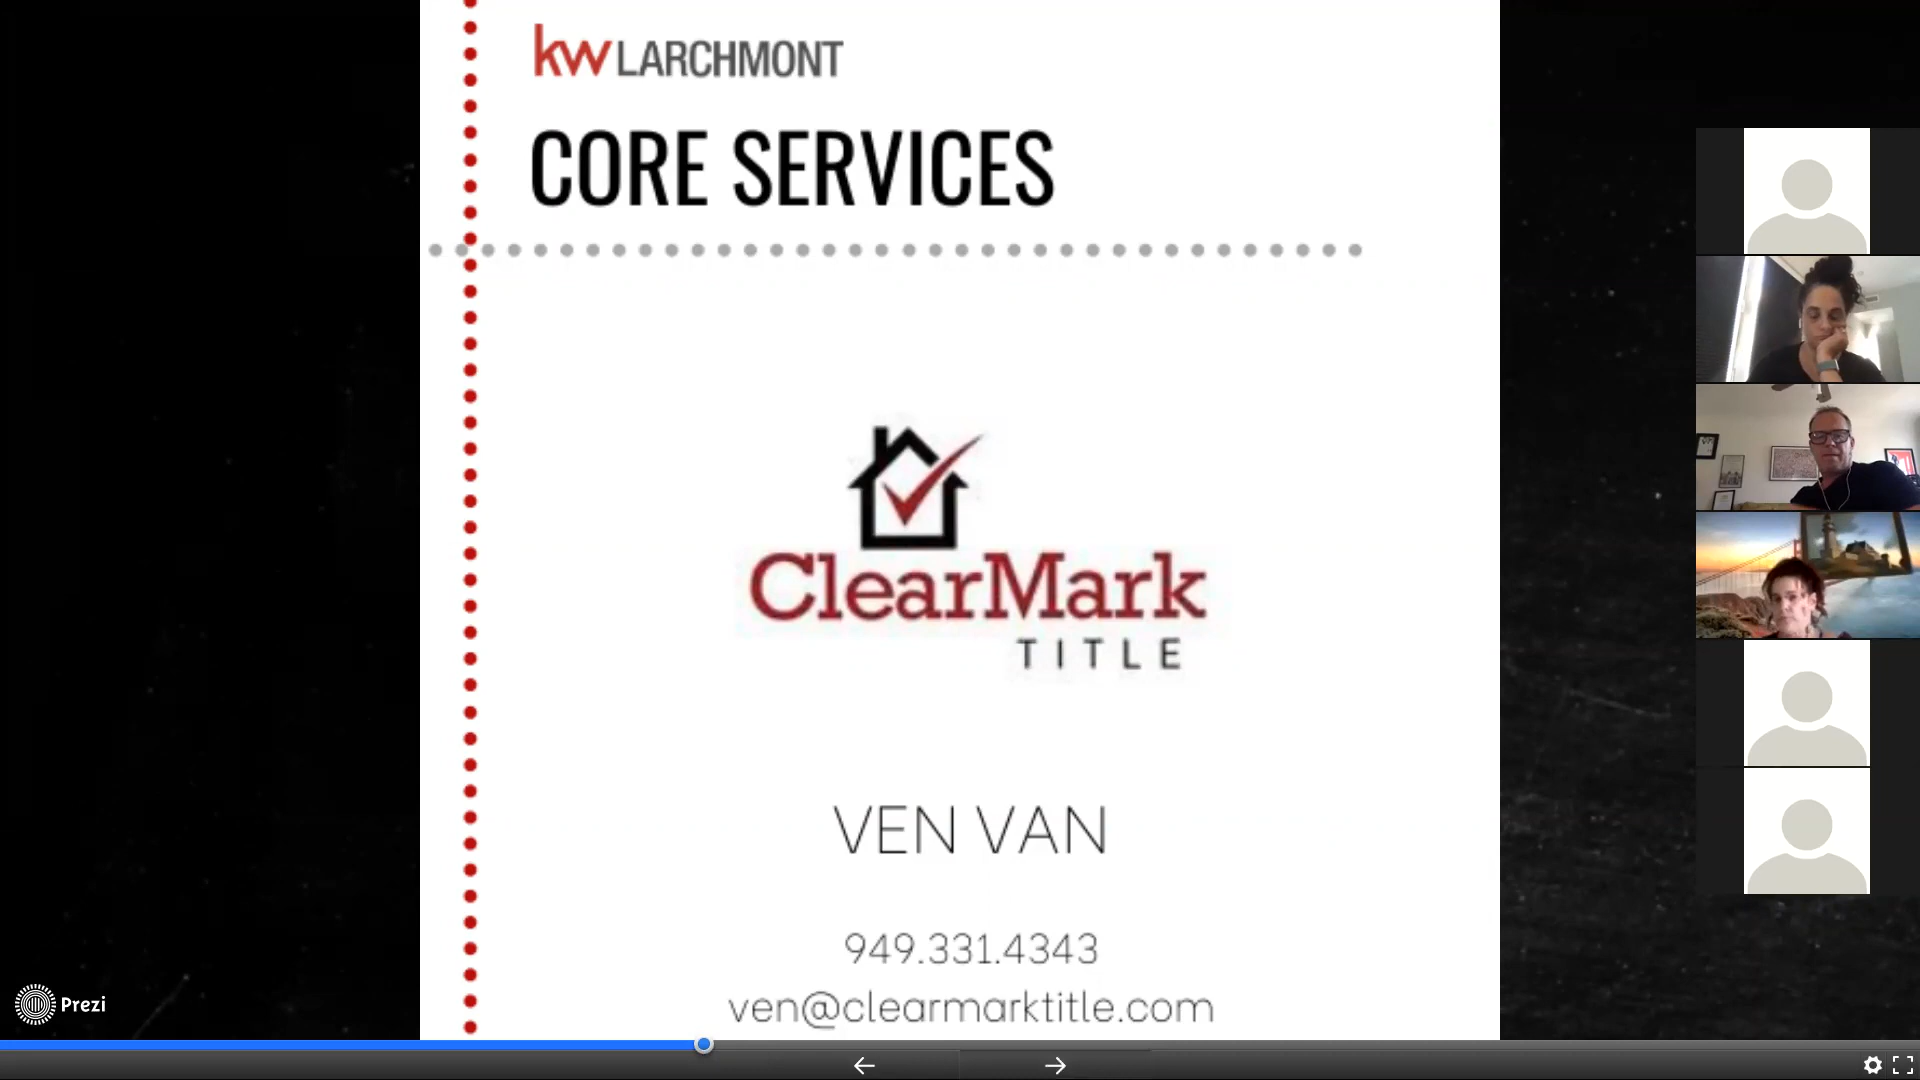 kw LARCHMONT
CORE SERVICES
ClearMark
TITLE
VEN VAN
949.331.4343
ven@clearmarktitle.com
Prezi